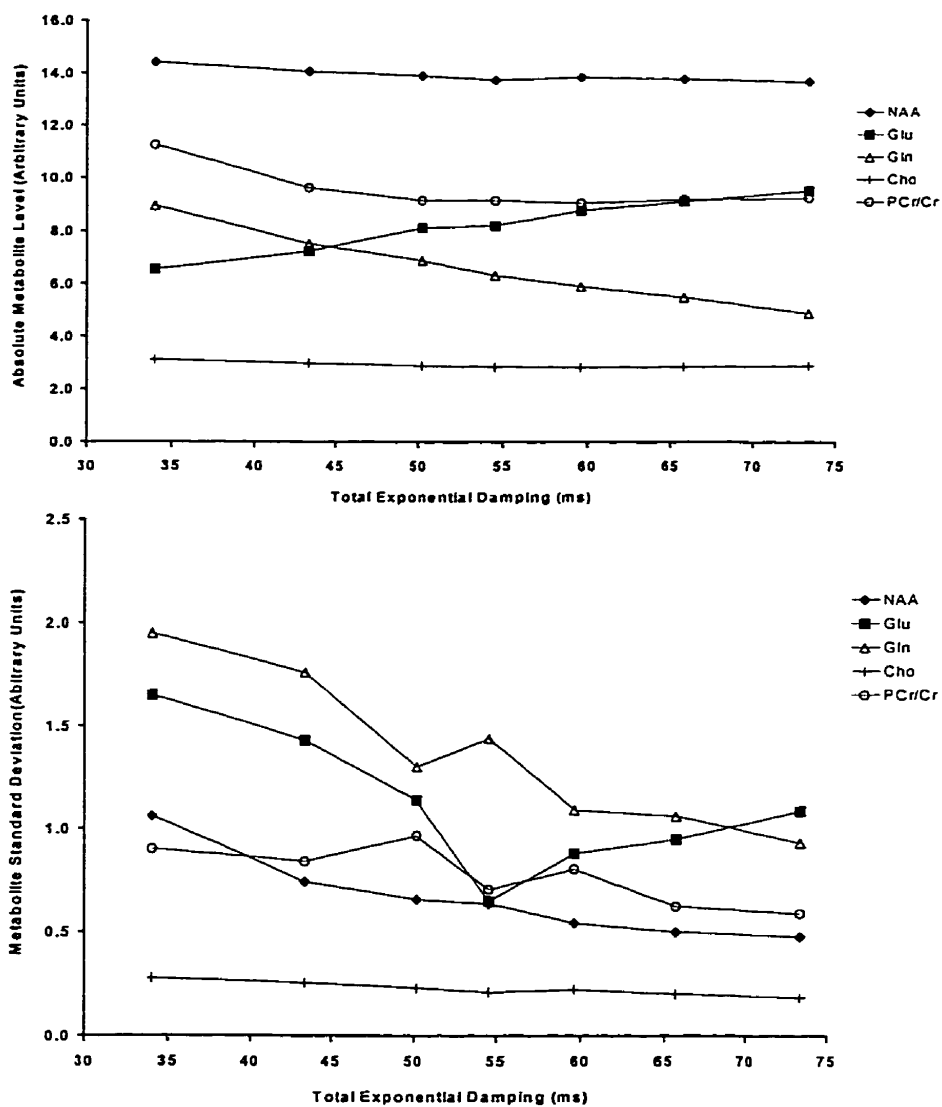 16.0
14.0
12.0
10.0
8.0
6.0
4.0
2.0
0.0
Absolute Metabolite Level (Arbitrary Units)
30 35 40 45 50 55 60 65 70 75
Total Exponential Damping (ms)
NAA
Glu
Gln
Cho
PCr/Cr
2.5
2.0
1.5
1.0
0.5
0.0
Metabolite Standard Deviation(Abitrary Units)
30 35 40 45 50 55 60 65 70 75
Total Exponential Damping (ms)
NAA
Glu
Gln
Cho
PCr/Cr